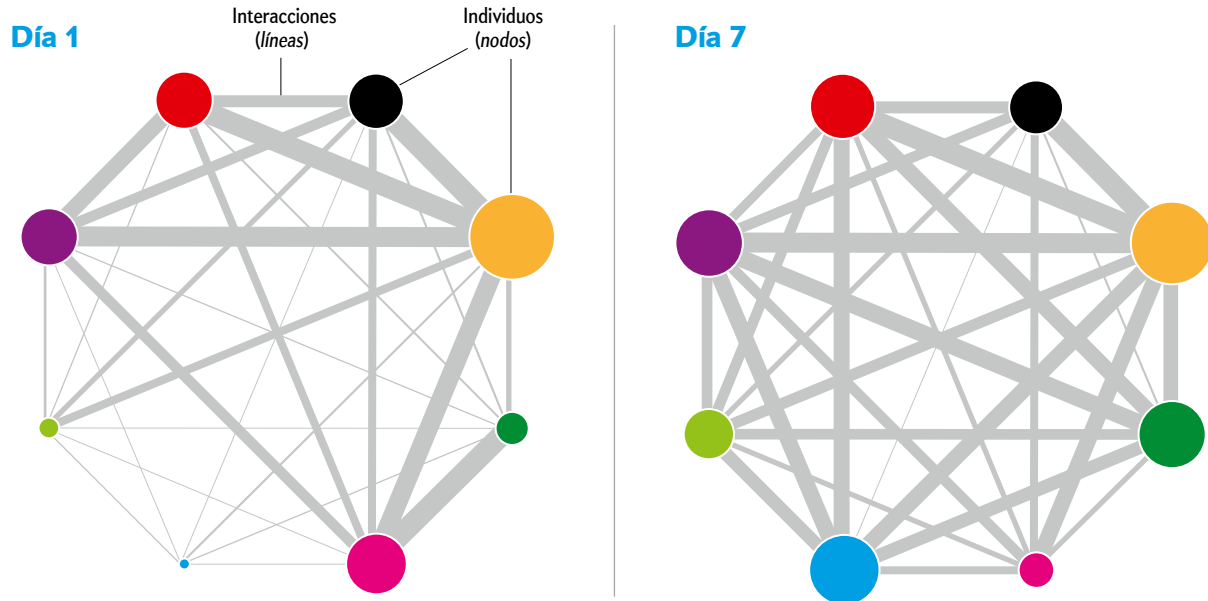 Día 1
Interacciones
(líneas)
Individuos
(nodos)
Día 7